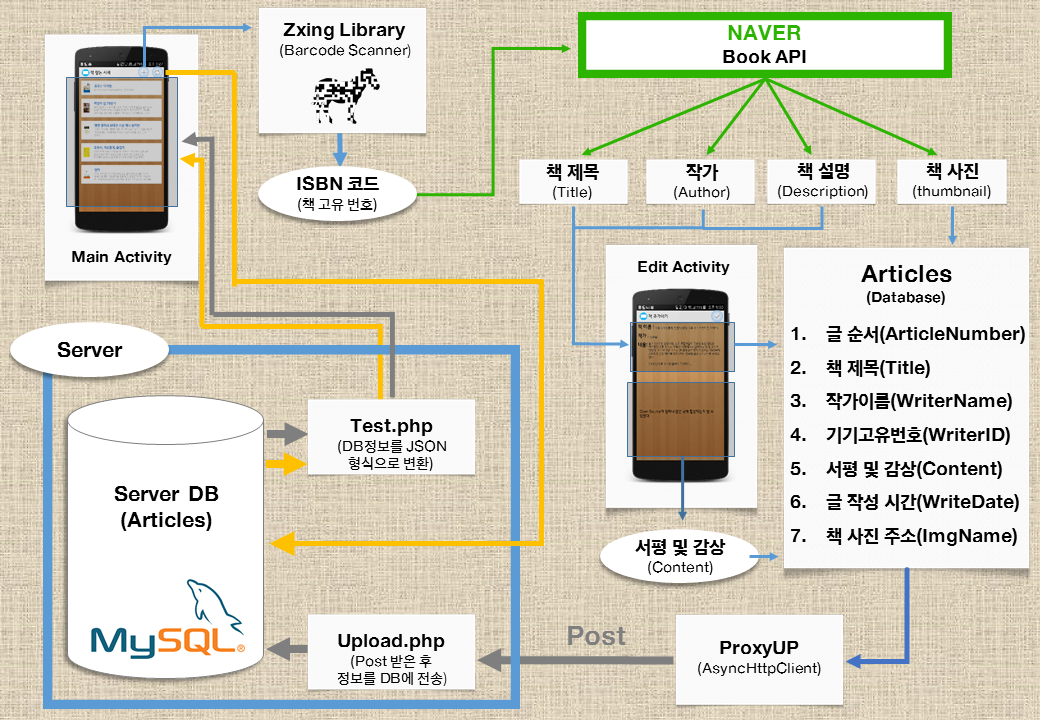 Zxing Library
(Barcode Scanner)
NAVER
Book API
책 제목
(Title)
작가
(Author)
책 설명
(Description)
책 사진
(thumbnail)
ISBN 코드
(책 고유 번호)
Main Activity
Edit Activity
Articles
(Database)
1. 글 순서(ArticleNumber)
2. 책 제목(Title)
3. 작가이름(WriterName)
4. 기기고유번호(WriterID)
5. 서평 및 감상(Content)
6. 글 작성 시간(WriteDate)
7. 책 사진 주소(ImgName)
서평 및 감상
(Content)
Server
Test.php
(DB정보를 JSON
형식으로 변환)
Server DB
(Articles)
MySQL®
Upload.php
(Post 받은 후
정보를 DB에 전송)
Post
ProxyUP
(AsyncHttpClient)